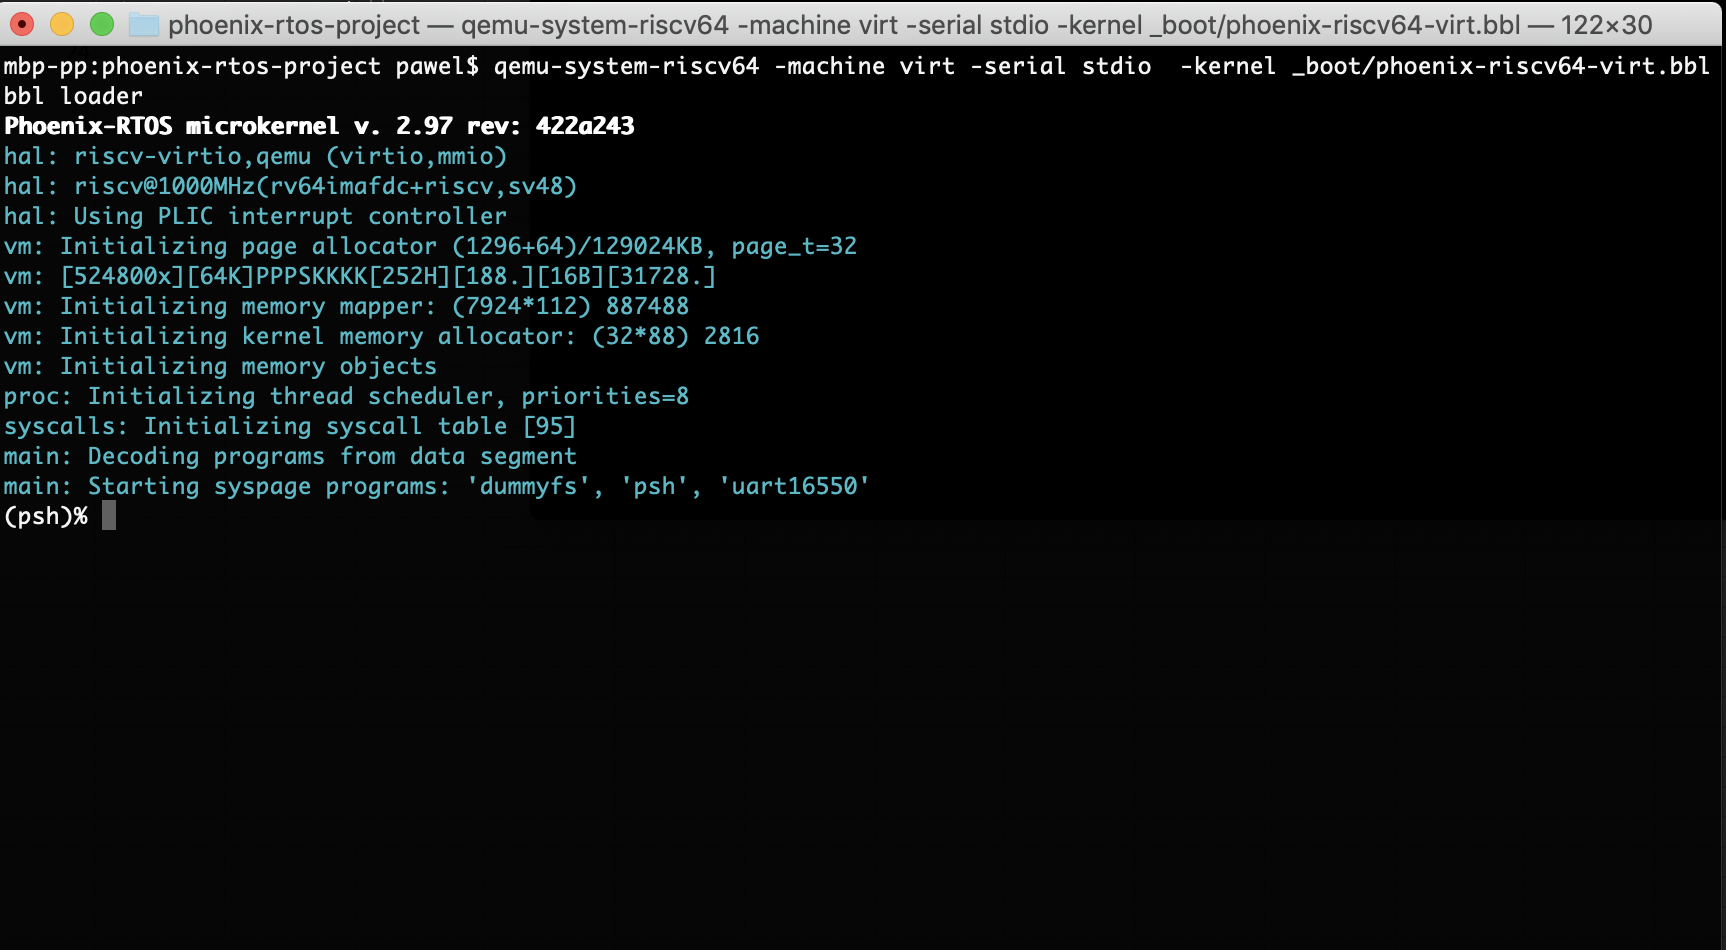 phoenix-rtos-project — qemu-system-riscv64 -machine virt -serial stdio -kernel _boot/phoenix-riscv64-virt.bbl — 122×30
mbp-pp:phoenix-rtos-project pawel$ qemu-system-riscv64 -machine virt -serial stdio  -kernel _boot/phoenix-riscv64-virt.bbl
bbl loader
Phoenix-RTOS microkernel v. 2.97 rev: 422a243
hal: riscv-virtio,qemu (virtio,mmio)
hal: riscv@1000MHz(rv64imafdc+riscv,sv48)
hal: Using PLIC interrupt controller
vm: Initializing page allocator (1296+64)/129024KB, page_t=32
vm: [524800x][64K]PPPSKKKK[252H][188.][16B][31728.]
vm: Initializing memory mapper: (7924*112) 887488
vm: Initializing kernel memory allocator: (32*88) 2816
vm: Initializing memory objects
proc: Initializing thread scheduler, priorities=8
syscalls: Initializing syscall table [95]
main: Decoding programs from data segment
main: Starting syspage programs: 'dummyfs', 'psh', 'uart16550'
(psh)%